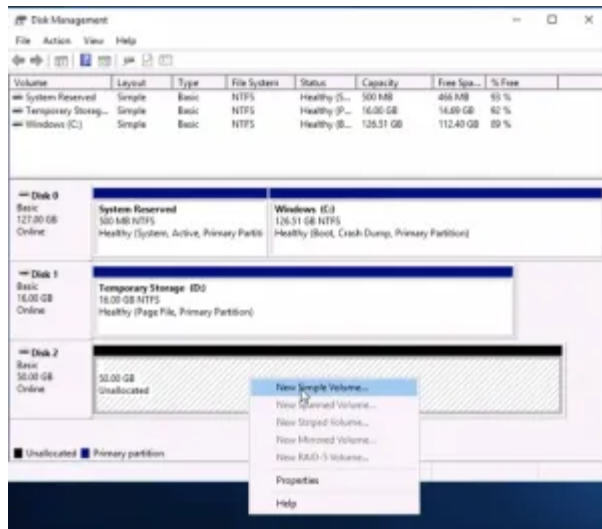 Disk Management
File Action View Help
Volume Layout Type File System Status Capacity Free Spa... % Free
System Reserved Simple Basic NTFS Healthy (S... 500 MB 466 MB 93 %
Temporary Storag... Simple Basic NTFS Healthy (P... 16.00 GB 14.69 GB 92 %
Windows (C:) Simple Basic NTFS Healthy (B... 126.51 GB 112.40 GB 89 %
Disk 0
Basic
127.00 GB
Online
System Reserved
500 MB NTFS
Healthy (System, Active, Primary Partiti
Windows (C:)
126.51 GB NTFS
Healthy (Boot, Crash Dump, Primary Partition)
Disk 1
Basic
16.00 GB
Online
Temporary Storage (D:)
16.00 GB NTFS
Healthy (Page File, Primary Partition)
Disk 2
Basic
50.00 GB
Online
50.00 GB
Unallocated
New Simple Volume...
New Spanned Volume...
New Striped Volume...
New Mirrored Volume...
New RAID-5 Volume...
Properties
Help
Unallocated Primary partition